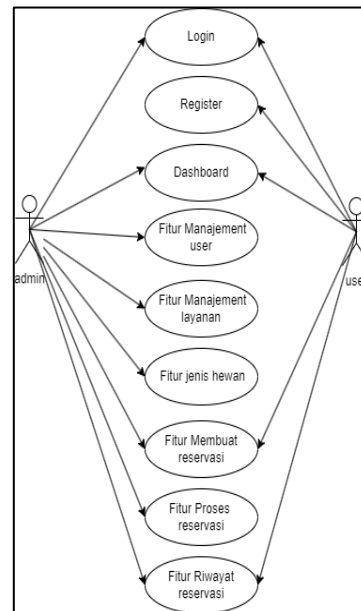 Login
Register
Dashboard
Fitur Manajement
user
admin
use
Fitur Manajement
layanan
Fitur jenis hewan
Fitur Membuat
reservasi
Fitur Proses
reservasi
Fitur Riwayat
reservasi